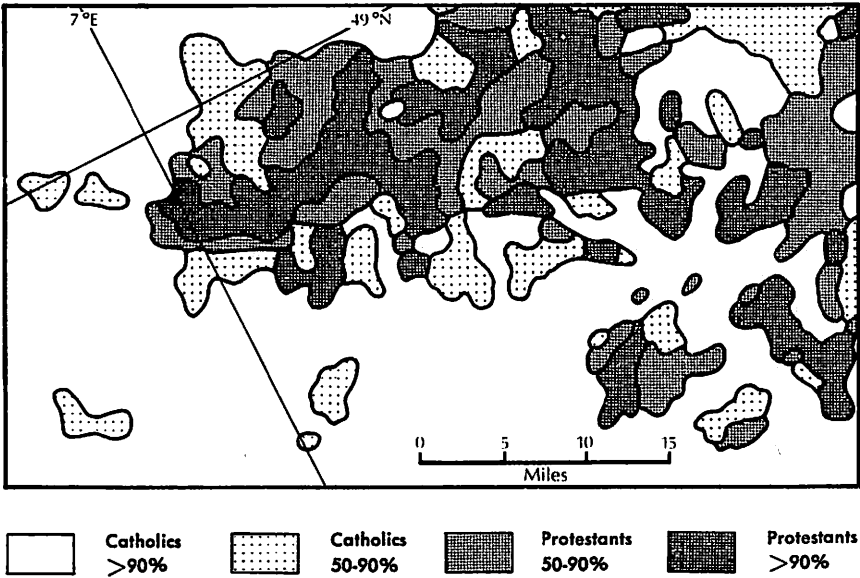 7°E
49°N
0 5 10 15
Miles
Catholics
>90%
Catholics
50-90%
Protestants
50-90%
Protestants
>90%